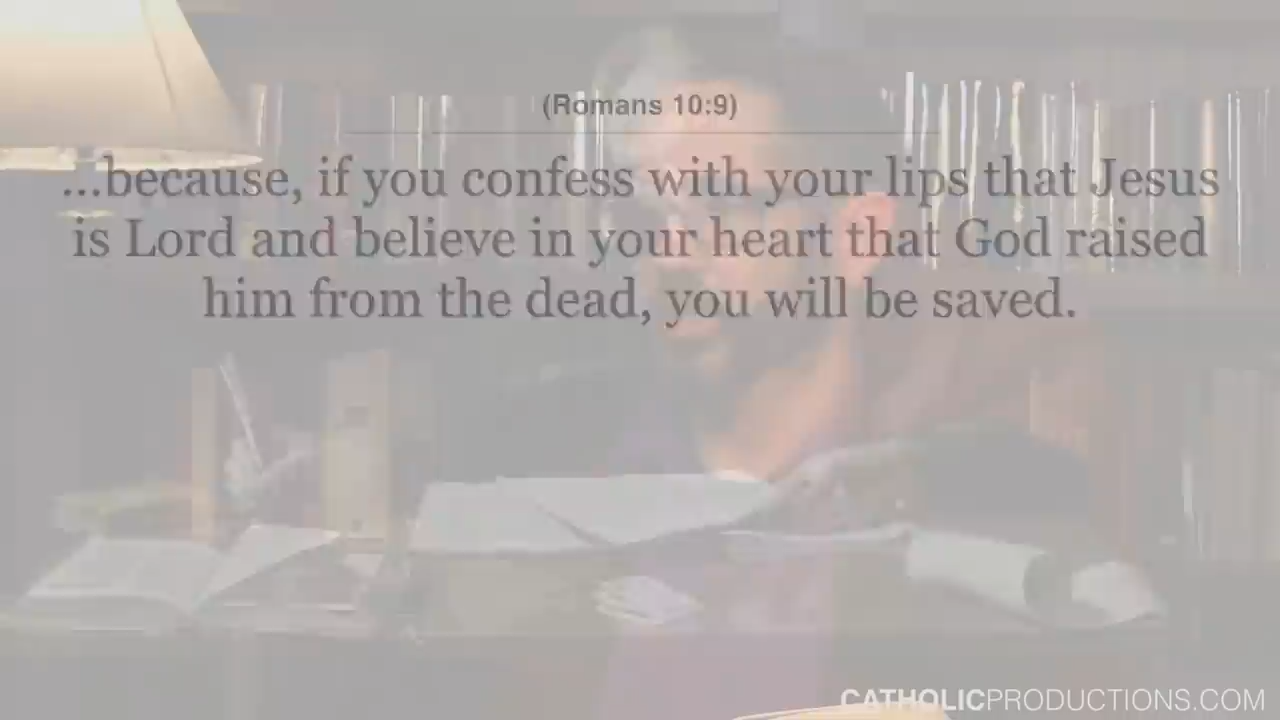 (Romans 10:9)
...because, if you confess with your lips that Jesus
is Lord and believe in your heart that God raised
him from the dead, you will be saved.
CATHOLICPRODUCTIONS.COM